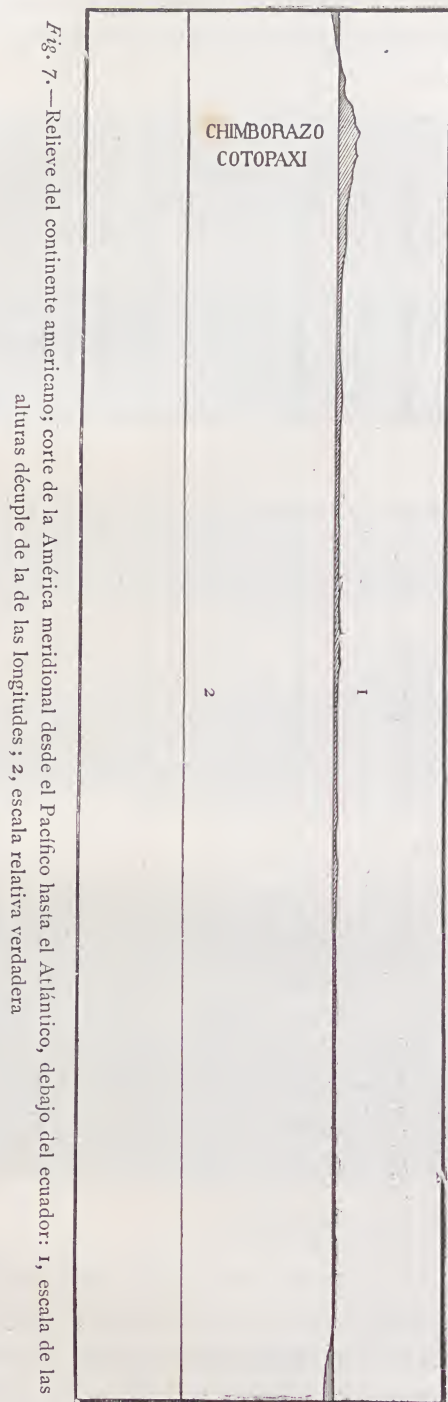 CHIMBORAZO
COTOPAXI
1
2
Fig. 7.—Relieve del continente americano; corte de la América meridional desde el Pacífico hasta el Atlántico, debajo del ecuador: 1, escala de las
alturas décuple de la de las longitudes; 2, escala relativa verdadera